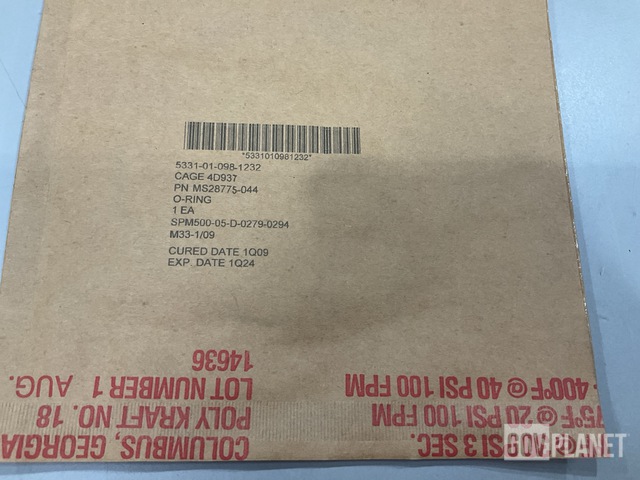 *5331010981232*
5331-01-098-1232
CAGE 4D937
PN MS28775-044
O-RING
1 EA
SPM500-05-D-0279-0294
M33-1/09
CURED DATE 1Q09
EXP. DATE 1Q24
COLUMBUS, GEORGIA
POLY KRAFT NO. 18
LOT NUMBER 1 AUG.
14636
PSI 3 SEC.
75°F @ 20 PSI 100 FPM
400°F @ 40 PSI 100 FPM
GOVPLANET